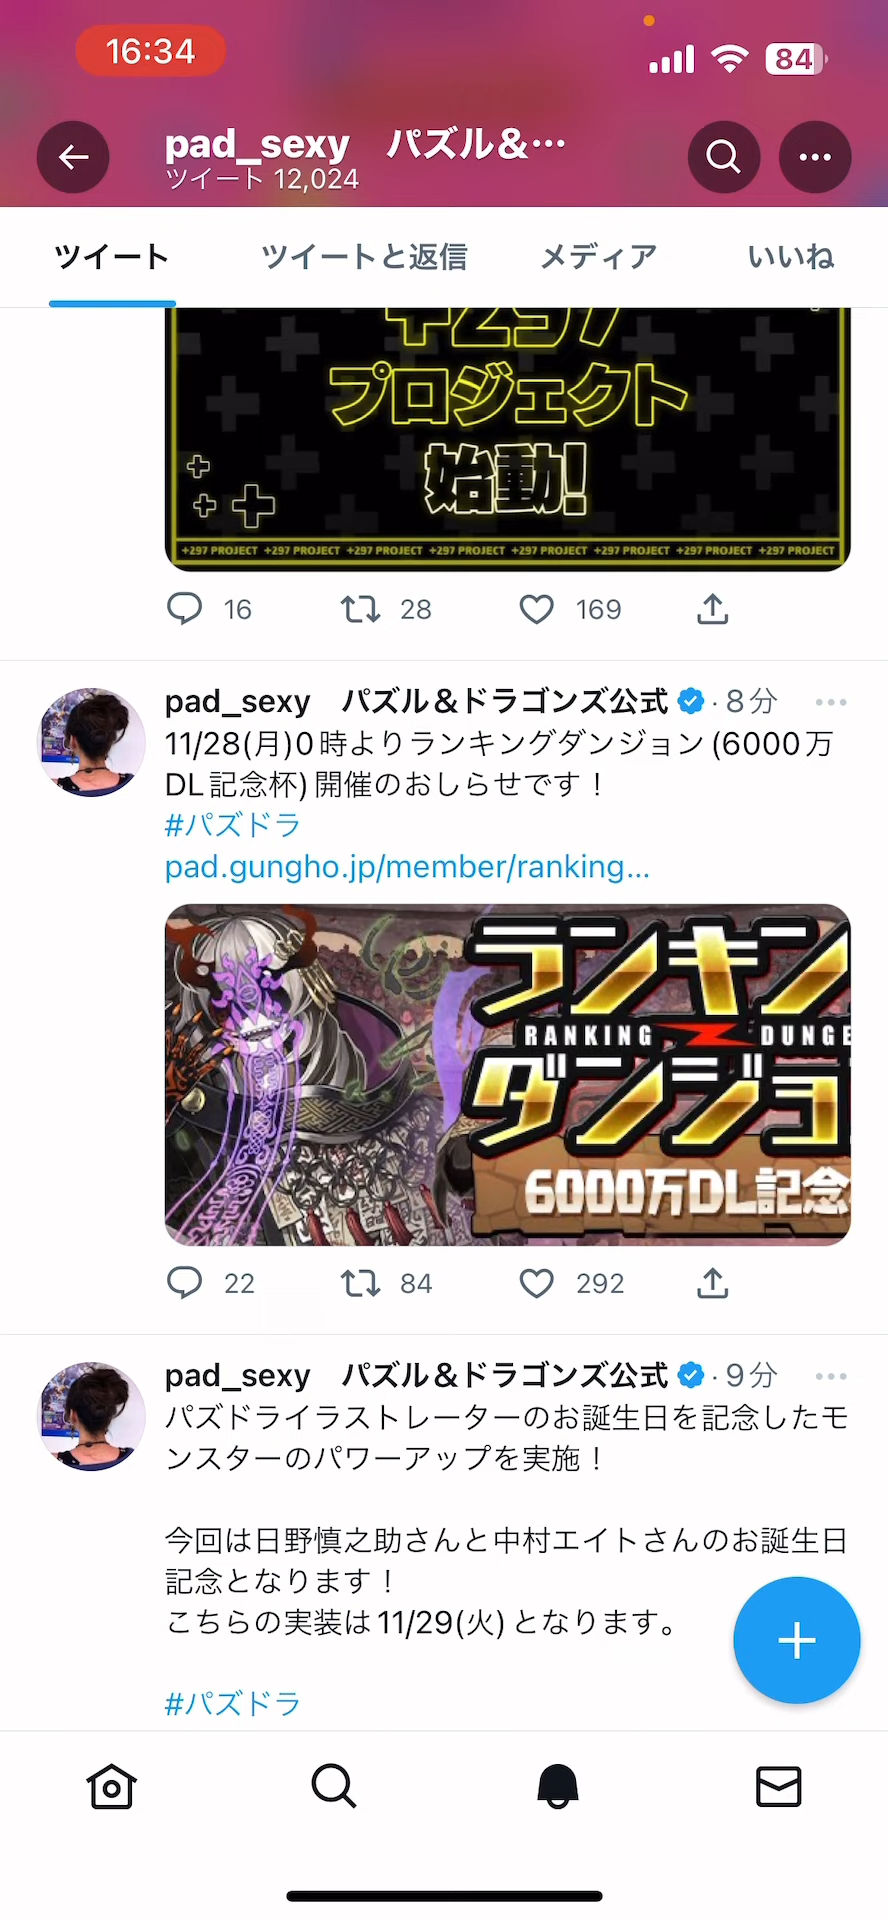 16:34
84
pad_sexy　パズル＆…
ツイート 12,024
ツイート
ツイートと返信
メディア
いいね
+297
プロジェクト
始動!
+297 PROJECT +297 PROJECT +297 PROJECT +297 PROJECT +297 PROJECT +297 PROJECT +297 PROJECT +297 PROJECT
16
28
169
pad_sexy　パズル＆ドラゴンズ公式 · 8分
11/28(月)0時よりランキングダンジョン(6000万
DL記念杯)開催のおしらせです！
#パズドラ
pad.gungho.jp/member/ranking...
ランキン
RANKING DUNGE
ダンジョ
6000万DL記念
22
84
292
pad_sexy　パズル＆ドラゴンズ公式 · 9分
パズドライラストレーターのお誕生日を記念したモ
ンスターのパワーアップを実施！
今回は日野慎之助さんと中村エイトさんのお誕生日
記念となります！
こちらの実装は11/29(火)となります。
#パズドラ